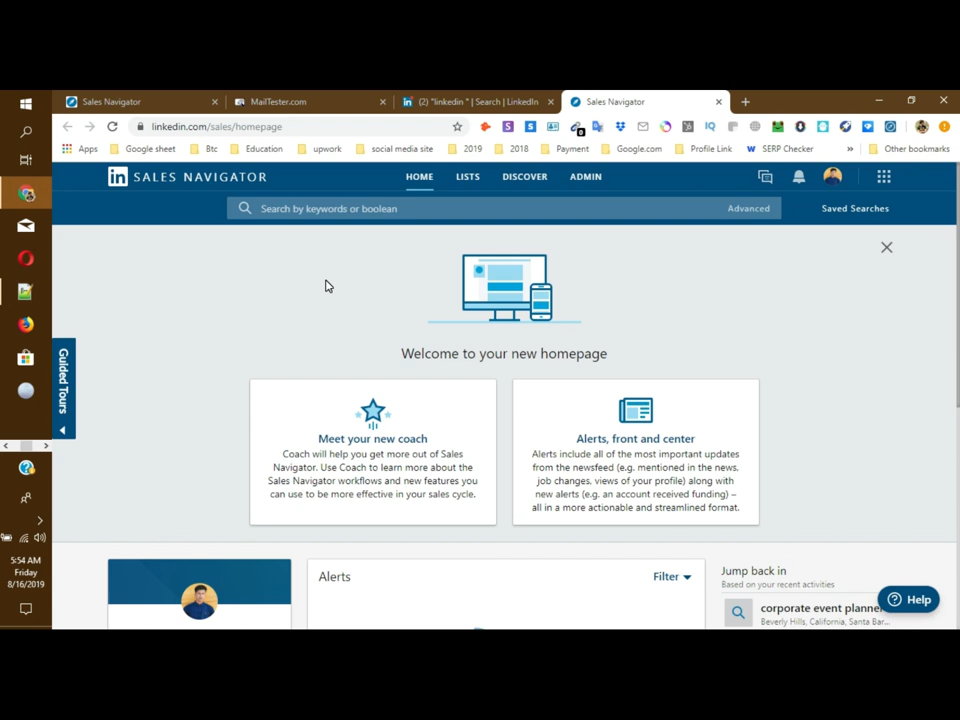 Sales Navigator
MailTester.com
(2) "linkedin " | Search | LinkedIn
Sales Navigator
linkedin.com/sales/homepage
Apps
Google sheet
Btc
Education
upwork
social media site
2019
2018
Payment
Google.com
Profile Link
SERP Checker
Other bookmarks
in SALES NAVIGATOR
HOME
LISTS
DISCOVER
ADMIN
Search by keywords or boolean
Advanced
Saved Searches
Welcome to your new homepage
Meet your new coach
Coach will help you get more out of Sales
Navigator. Use Coach to learn more about the
Sales Navigator workflows and new features you
can use to be more effective in your sales cycle.
Alerts, front and center
Alerts include all of the most important updates
from the newsfeed (e.g. mentioned in the news,
job changes, views of your profile) along with
new alerts (e.g. an account received funding) –
all in a more actionable and streamlined format.
Guided Tours
Alerts
Filter
Jump back in
Based on your recent activities
corporate event planner
Beverly Hills, California, Santa Bar...
Help
5:54 AM
Friday
8/16/2019